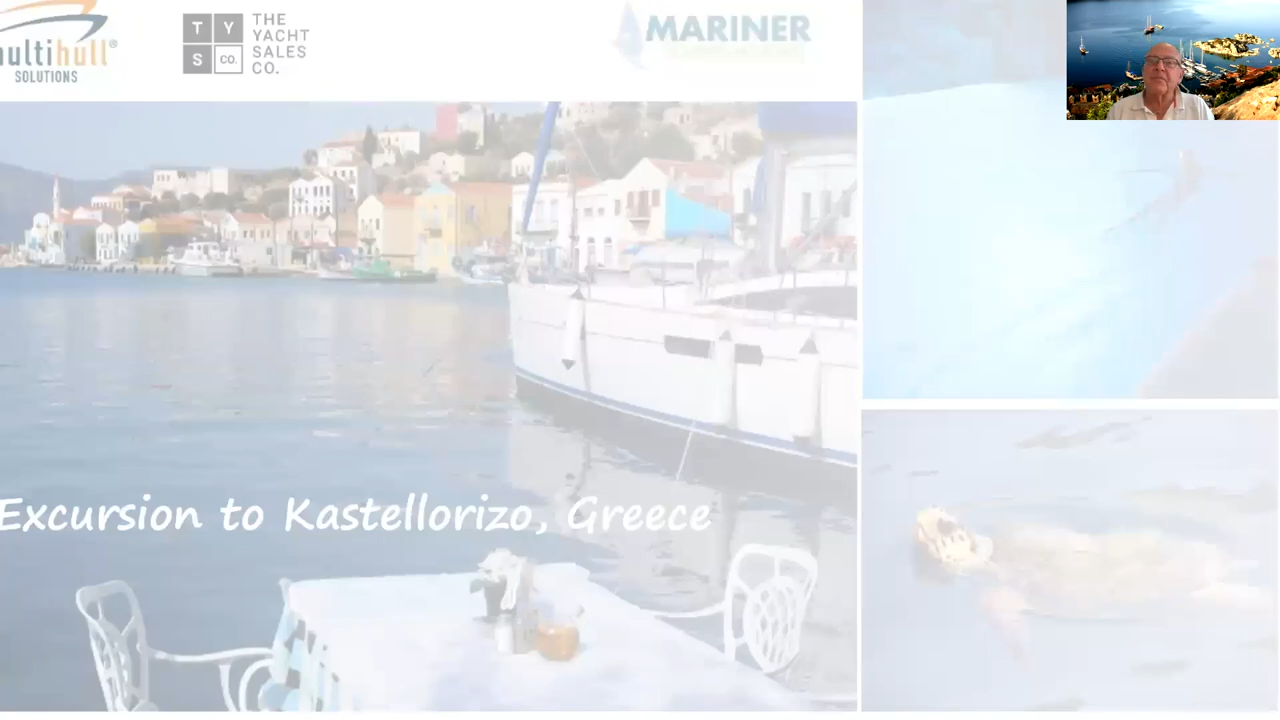 ultihull®
SOLUTIONS
T Y
S CO.
THE
YACHT
SALES
CO.
MARINER
Excursion to Kastellorizo, Greece